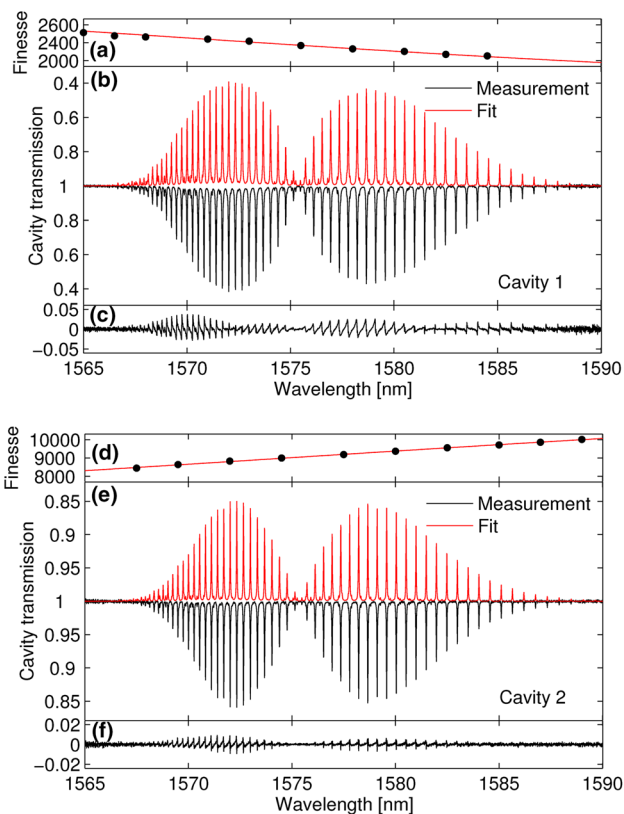 Finesse
2600
2400
2200
2000
(a)
(b)
Measurement
Fit
Cavity transmission
0.4
0.6
0.8
1
0.8
0.6
0.4
Cavity 1
(c)
0.05
0
−0.05
1565 1570 1575 1580 1585 1590
Wavelength [nm]
Finesse
10000
9000
8000
(d)
(e)
Measurement
Fit
Cavity transmission
0.85
0.9
0.95
1
0.95
0.9
0.85
Cavity 2
(f)
0.02
0
−0.02
1565 1570 1575 1580 1585 1590
Wavelength [nm]